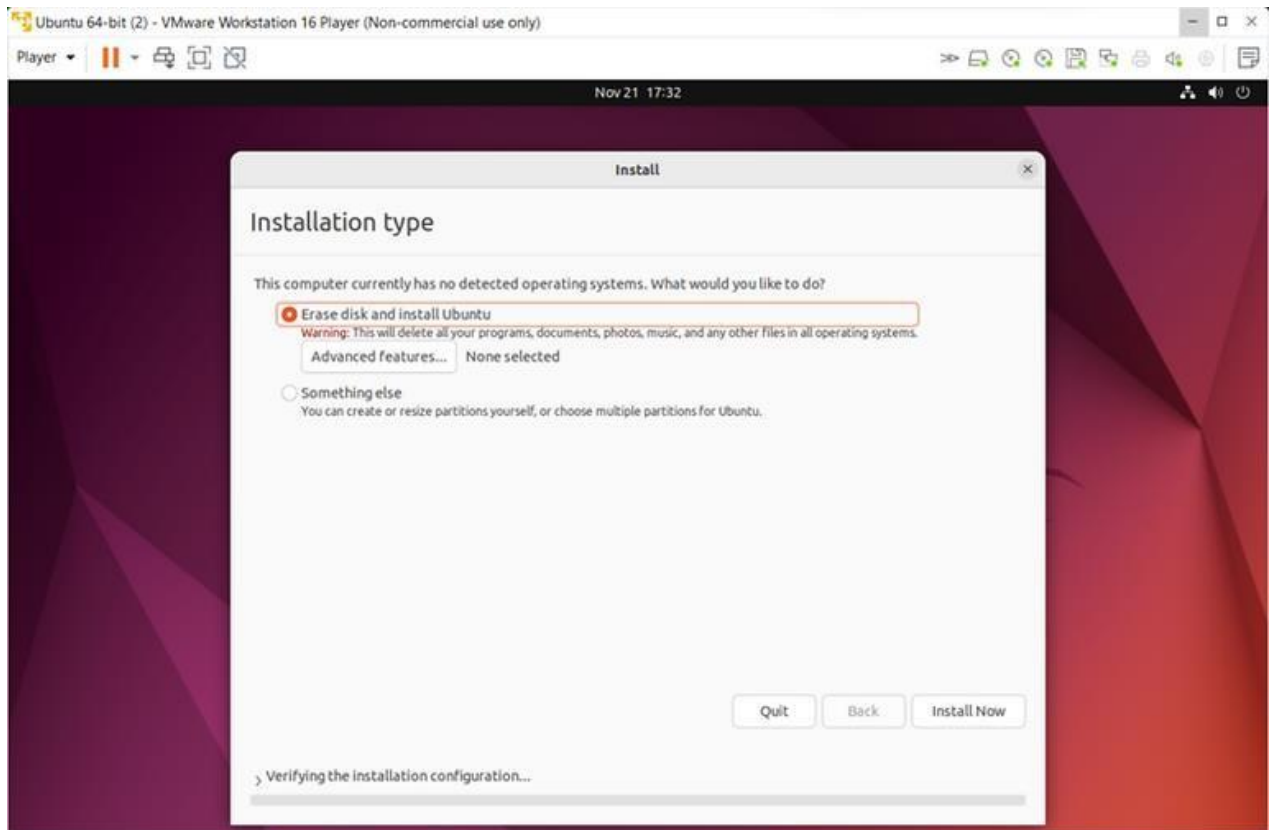 Ubuntu 64-bit (2) - VMware Workstation 16 Player (Non-commercial use only)
Player
Nov 21 17:32
Install
Installation type
This computer currently has no detected operating systems. What would you like to do?
Erase disk and install Ubuntu
Warning: This will delete all your programs, documents, photos, music, and any other files in all operating systems.
Advanced features... None selected
Something else
You can create or resize partitions yourself, or choose multiple partitions for Ubuntu.
Quit Back Install Now
Verifying the installation configuration...